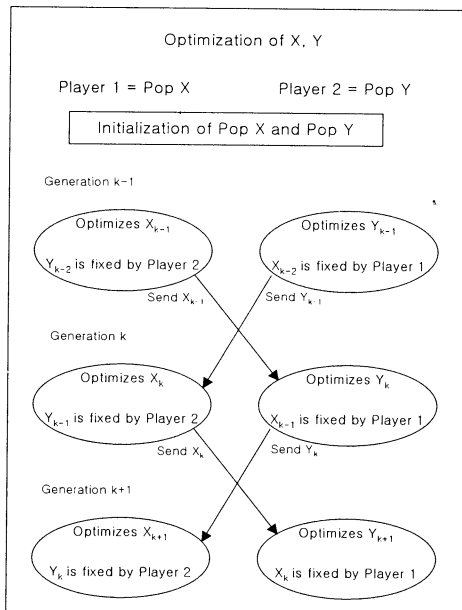 Optimization of X, Y
Player 1 = Pop X Player 2 = Pop Y
Initialization of Pop X and Pop Y
Generation k-1
Optimizes Xₖ₋₁ Optimizes Yₖ₋₁
Yₖ₋₂ is fixed by Player 2 Xₖ₋₂ is fixed by Player 1
Send Xₖ₋₁ Send Yₖ₋₁
Generation k
Optimizes Xₖ Optimizes Yₖ
Yₖ₋₁ is fixed by Player 2 Xₖ₋₁ is fixed by Player 1
Send Xₖ Send Yₖ
Generation k+1
Optimizes Xₖ₊₁ Optimizes Yₖ₊₁
Yₖ is fixed by Player 2 Xₖ is fixed by Player 1